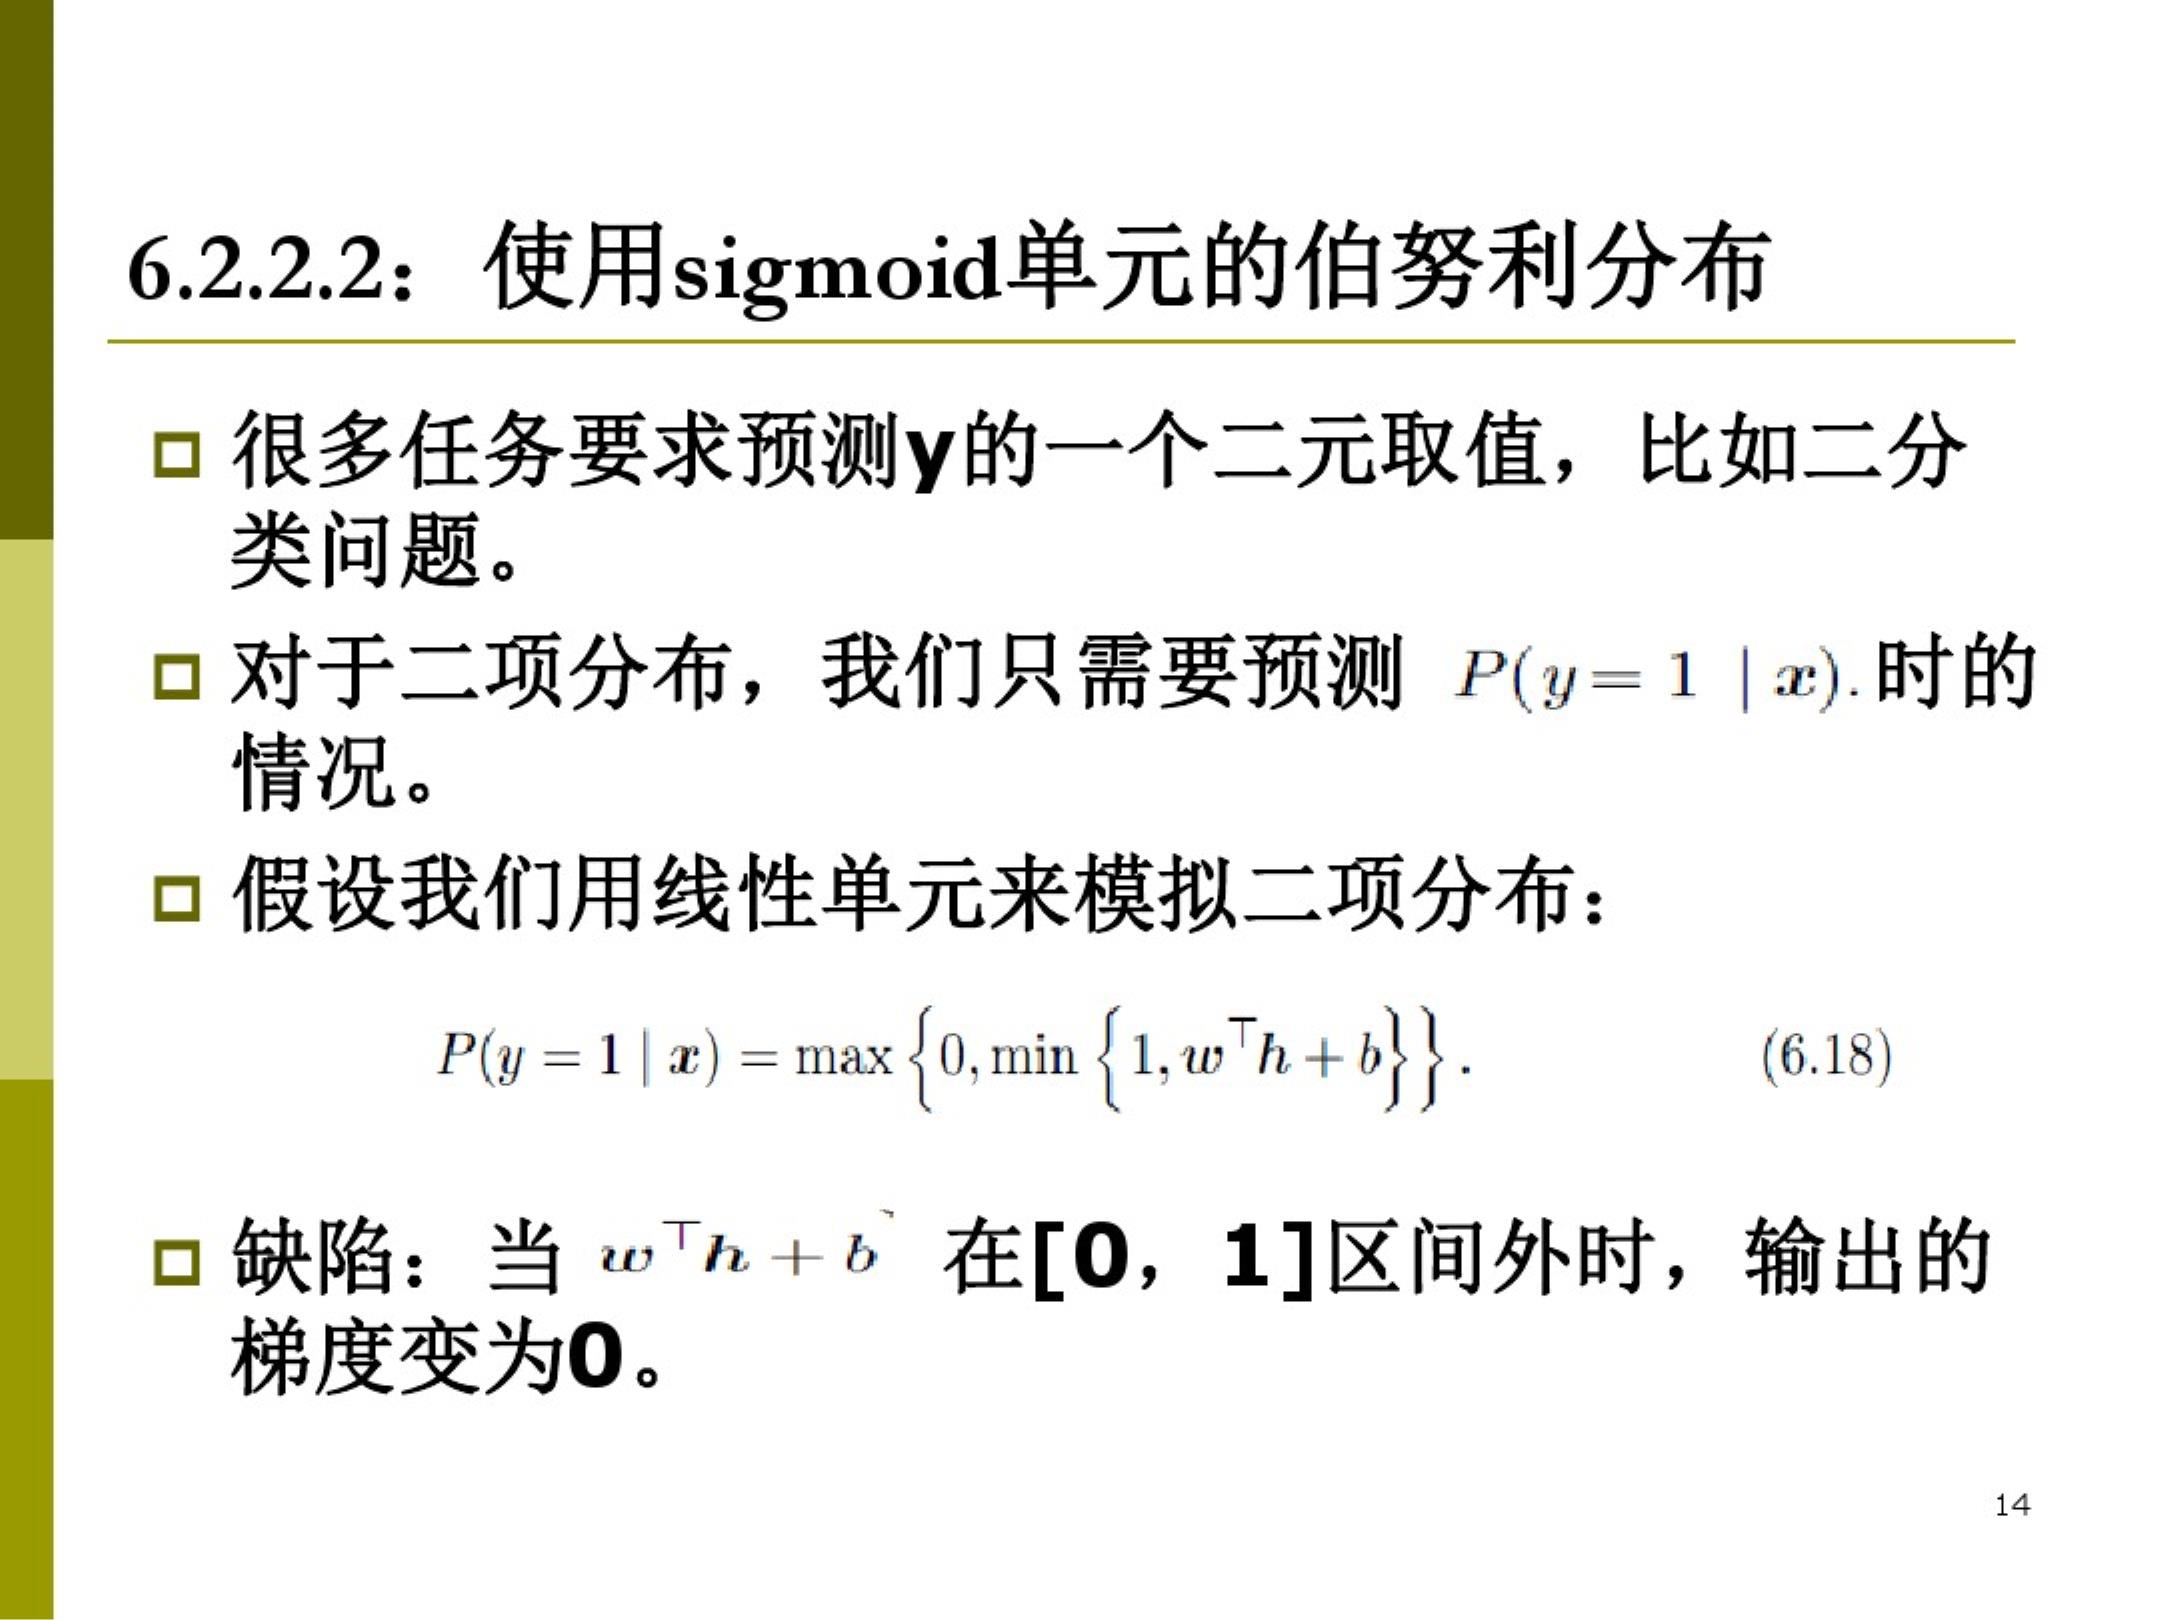 6.2.2.2：使用sigmoid单元的伯努利分布
很多任务要求预测y的一个二元取值，比如二分
类问题。
对于二项分布，我们只需要预测 P(y = 1 | x). 时的
情况。
假设我们用线性单元来模拟二项分布：
P(y = 1 | x) = max {0, min {1, w⊤h + b}} . (6.18)
缺陷：当 w⊤h + b 在[0，1]区间外时，输出的
梯度变为0。
14